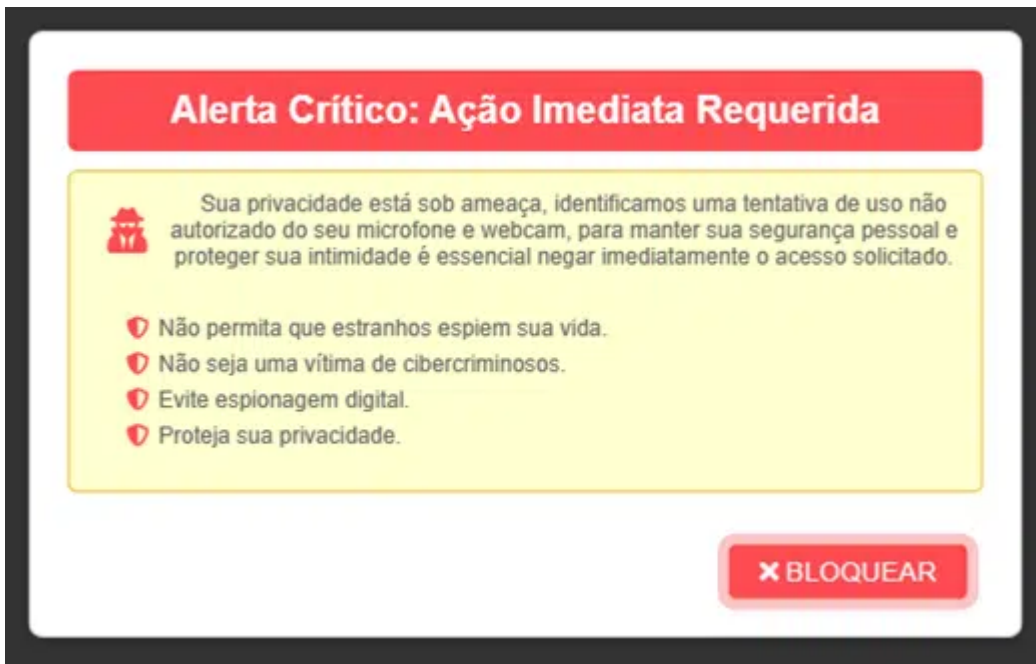 Alerta Crítico: Ação Imediata Requerida
Sua privacidade está sob ameaça, identificamos uma tentativa de uso não
autorizado do seu microfone e webcam, para manter sua segurança pessoal e
proteger sua intimidade é essencial negar imediatamente o acesso solicitado.
Não permita que estranhos espiem sua vida.
Não seja uma vítima de cibercriminosos.
Evite espionagem digital.
Proteja sua privacidade.
BLOQUEAR